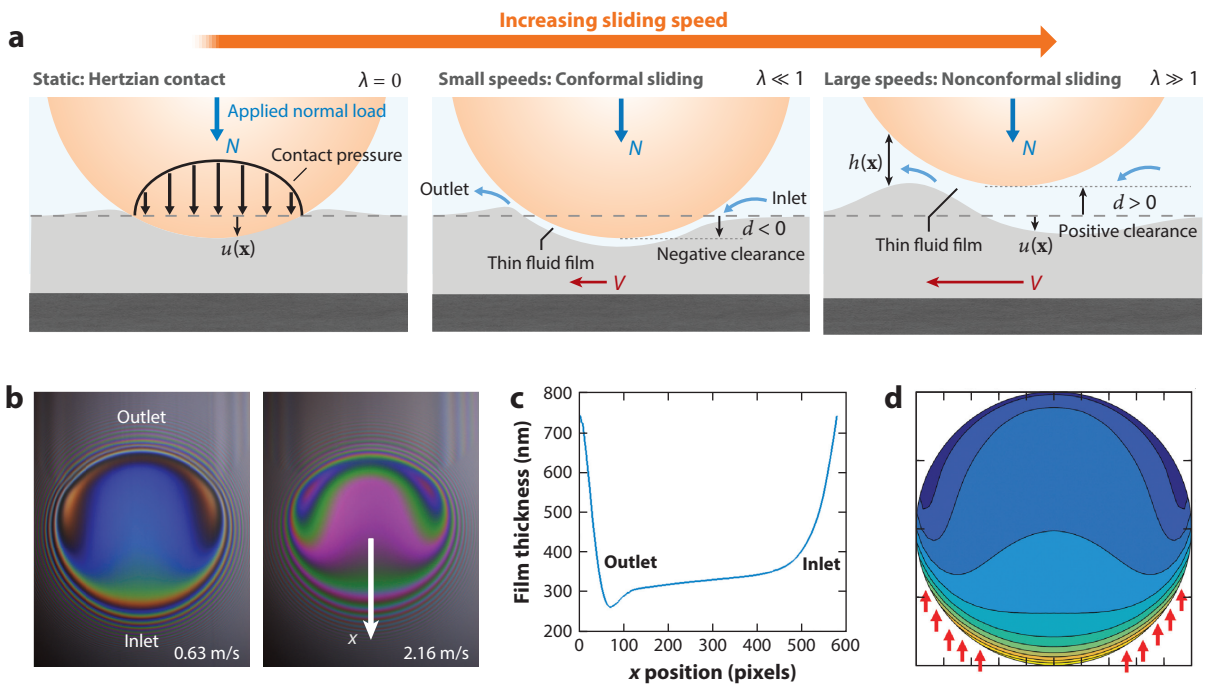 Increasing sliding speed
a
Static: Hertzian contact
λ = 0
Small speeds: Conformal sliding
λ ≪ 1
Large speeds: Nonconformal sliding
λ ≫ 1
Applied normal load
N
Contact pressure
u(x)
N
Outlet
Inlet
d < 0
Thin fluid film
Negative clearance
V
N
h(x)
d > 0
Thin fluid film
u(x)
Positive clearance
V
b
Outlet
Inlet
0.63 m/s
x
2.16 m/s
c
800
700
600
500
400
300
200
Film thickness (nm)
Outlet
Inlet
0
100
200
300
400
500
600
x position (pixels)
d